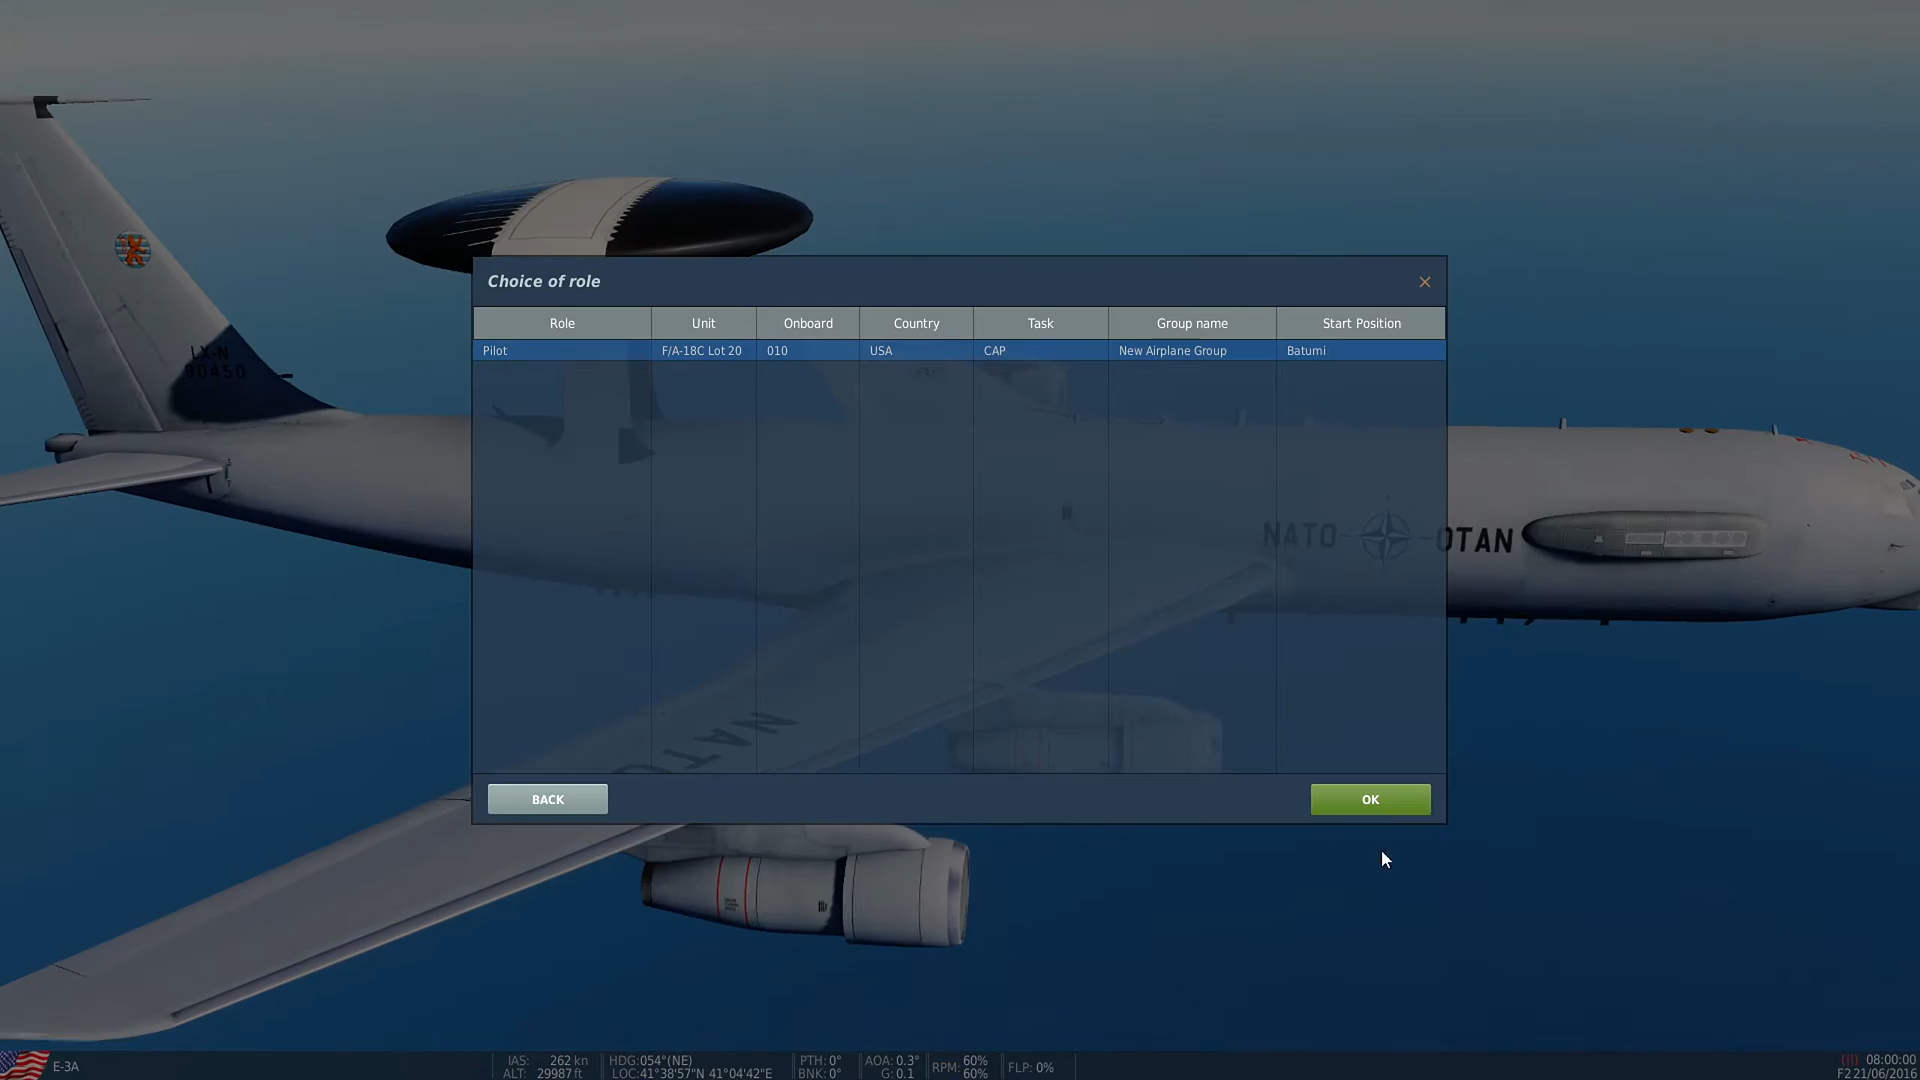 LX-N
90450
Choice of role
Role Unit Onboard Country Task Group name Start Position
Pilot F/A-18C Lot 20 010 USA CAP New Airplane Group Batumi
NATO OTAN
NATO
BACK OK
E-3A
IAS: 262 kn HDG:054°(NE) PTH: 0° AOA: 0.3° RPM: 60% FLP: 0% 08:00:00
ALT: 29987 ft LOC:41°38'57"N 41°04'42"E BNK: 0° G: 0.1 60% F2 21/06/2016